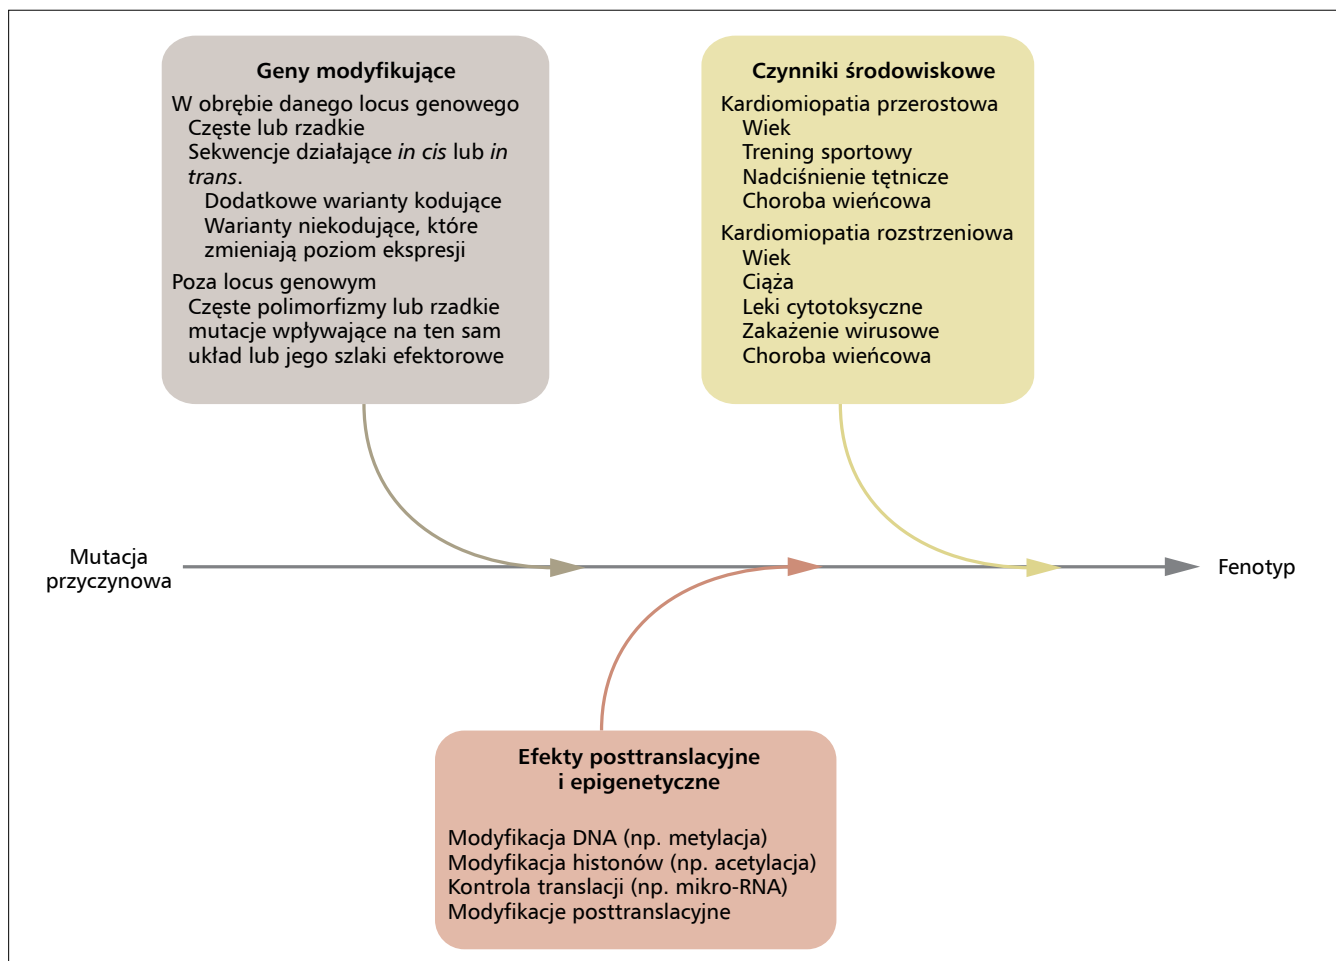 Geny modyfikujące
W obrębie danego locus genowego
Częste lub rzadkie
Sekwencje działające in cis lub in
trans.
Dodatkowe warianty kodujące
Warianty niekodujące, które
zmieniają poziom ekspresji
Poza locus genowym
Częste polimorfizmy lub rzadkie
mutacje wpływające na ten sam
układ lub jego szlaki efektorowe
Czynniki środowiskowe
Kardiomiopatia przerostowa
Wiek
Trening sportowy
Nadciśnienie tętnicze
Choroba wieńcowa
Kardiomiopatia rozstrzeniowa
Wiek
Ciąża
Leki cytotoksyczne
Zakażenie wirusowe
Choroba wieńcowa
Mutacja
przyczynowa
Fenotyp
Efekty posttranslacyjne
i epigenetyczne
Modyfikacja DNA (np. metylacja)
Modyfikacja histonów (np. acetylacja)
Kontrola translacji (np. mikro-RNA)
Modyfikacje posttranslacyjne